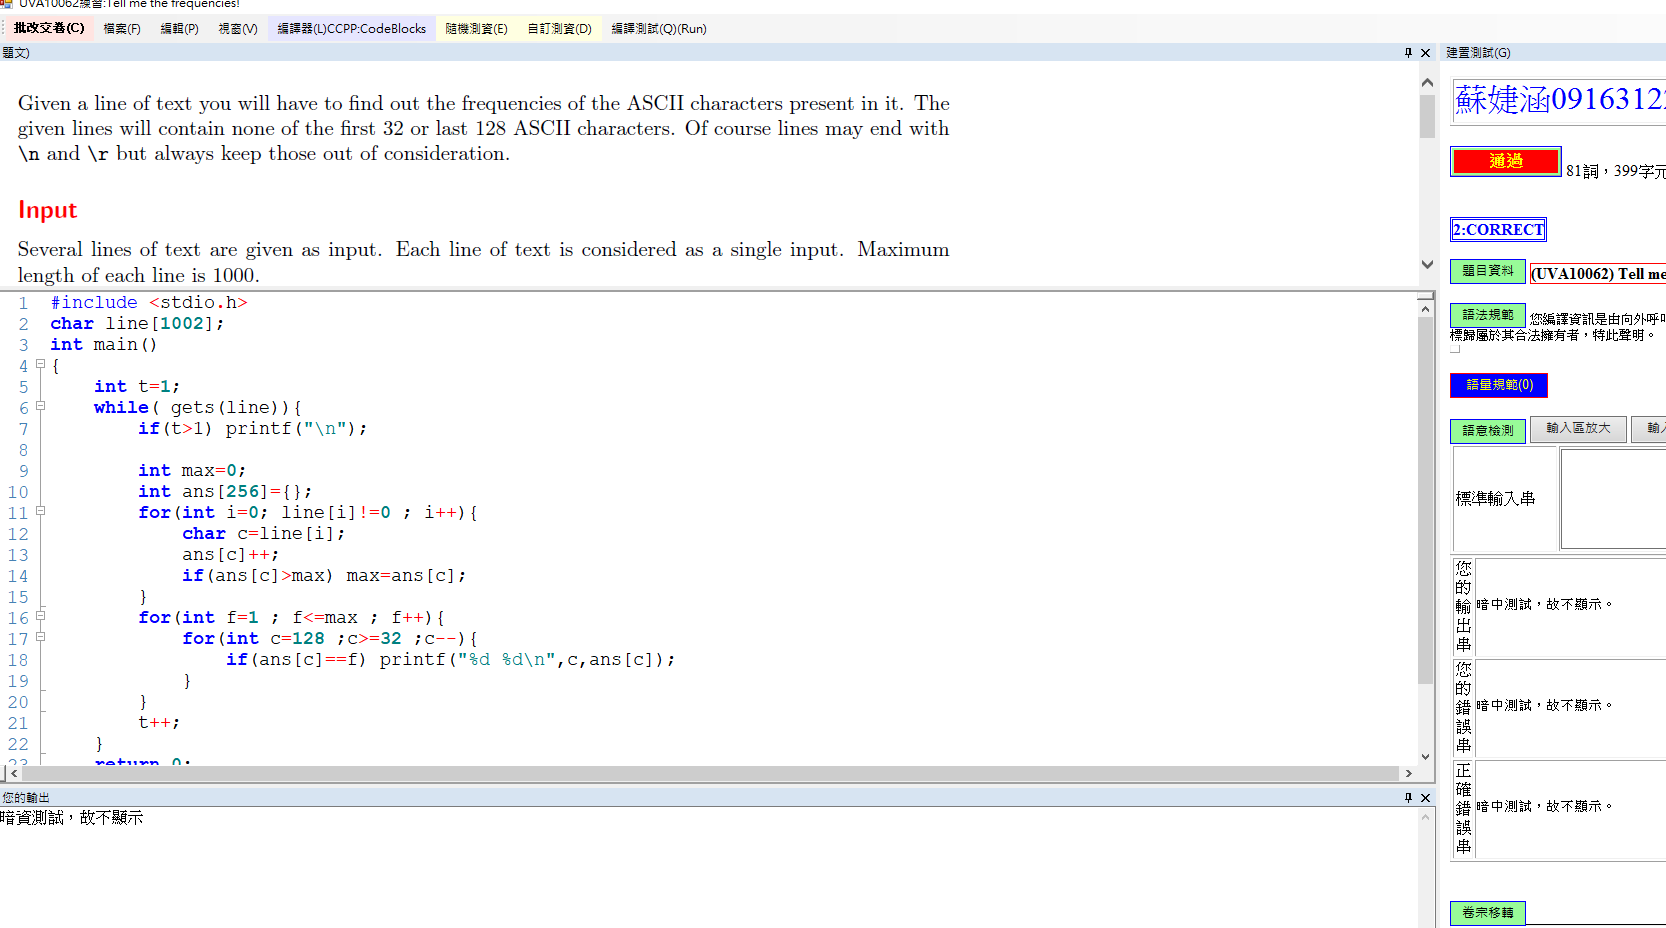 UVA10062練習:Tell me the frequencies!
批改交卷(C) 檔案(F) 編輯(P) 視窗(V) 編譯器(L)CCPP:CodeBlocks 隨機測資(E) 自訂測資(D) 編譯測試(Q)(Run)
題文)
Given a line of text you will have to find out the frequencies of the ASCII characters present in it. The
given lines will contain none of the first 32 or last 128 ASCII characters. Of course lines may end with
\n and \r but always keep those out of consideration.
Input
Several lines of text are given as input. Each line of text is considered as a single input. Maximum
length of each line is 1000.
1 #include <stdio.h>
2 char line[1002];
3 int main()
4 {
5     int t=1;
6     while( gets(line)){
7         if(t>1) printf("\n");
8
9         int max=0;
10         int ans[256]={};
11         for(int i=0; line[i]!=0 ; i++){
12             char c=line[i];
13             ans[c]++;
14             if(ans[c]>max) max=ans[c];
15         }
16         for(int f=1 ; f<=max ; f++){
17             for(int c=128 ;c>=32 ;c--){
18                 if(ans[c]==f) printf("%d %d\n",c,ans[c]);
19             }
20         }
21         t++;
22     }
23     return 0;
您的輸出
暗資測試，故不顯示
建置測試(G)
蘇婕涵0916312
通過 81詞，399字元
2:CORRECT
題目資料 (UVA10062) Tell me
語法規範 您編譯資訊是由向外呼叫
標歸屬於其合法擁有者，特此聲明。
語量規範(0)
語意檢測 輸入區放大 輸入
標準輸入串
您的輸出串 暗中測試，故不顯示。
您的錯誤串 暗中測試，故不顯示。
正確錯誤串 暗中測試，故不顯示。
卷宗移轉